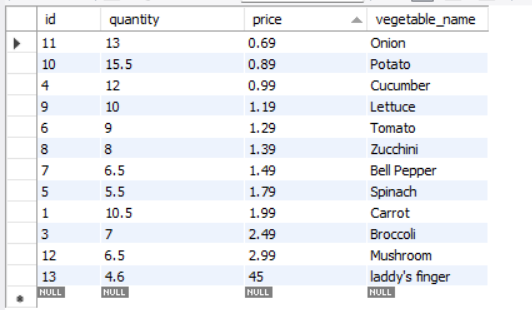 id quantity price vegetable_name
11 13 0.69 Onion
10 15.5 0.89 Potato
4 12 0.99 Cucumber
9 10 1.19 Lettuce
6 9 1.29 Tomato
8 8 1.39 Zucchini
7 6.5 1.49 Bell Pepper
5 5.5 1.79 Spinach
1 10.5 1.99 Carrot
3 7 2.49 Broccoli
12 6.5 2.99 Mushroom
13 4.6 45 laddy's finger
NULL NULL NULL NULL